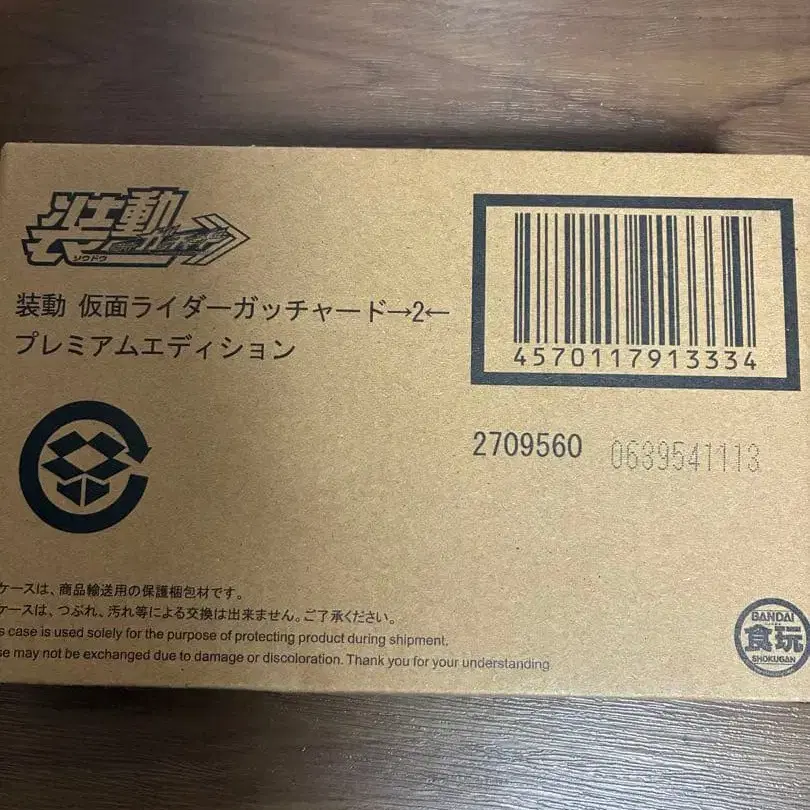 装動
ソウドウ
装動 仮面ライダーガッチャード→2←
プレミアムエディション
4570117913334
2709560
0639541113
ケースは、商品輸送用の保護梱包材です。
ケースは、つぶれ、汚れ等による交換は出来ません。ご了承ください。
case is used solely for the purpose of protecting product during shipment.
may not be exchanged due to damage or discoloration. Thank you for your understanding
BANDAI
食玩
SHOKUGAN